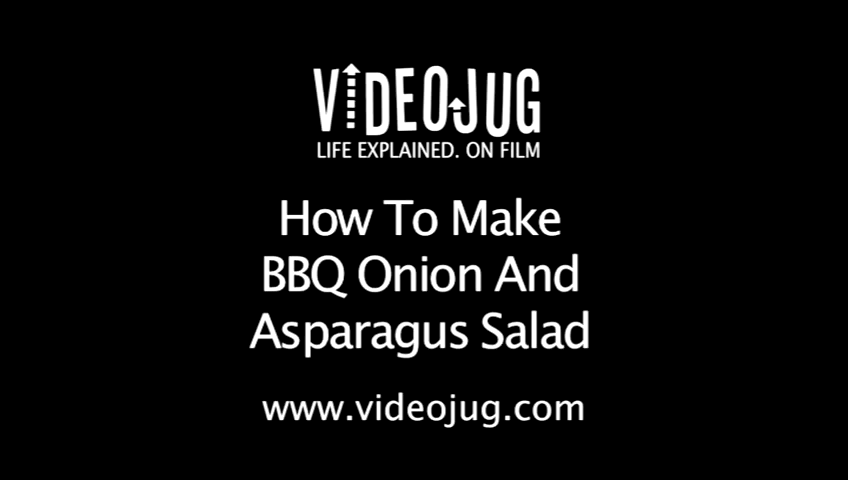 VIDEOJUG
LIFE EXPLAINED. ON FILM
How To Make
BBQ Onion And
Asparagus Salad
www.videojug.com